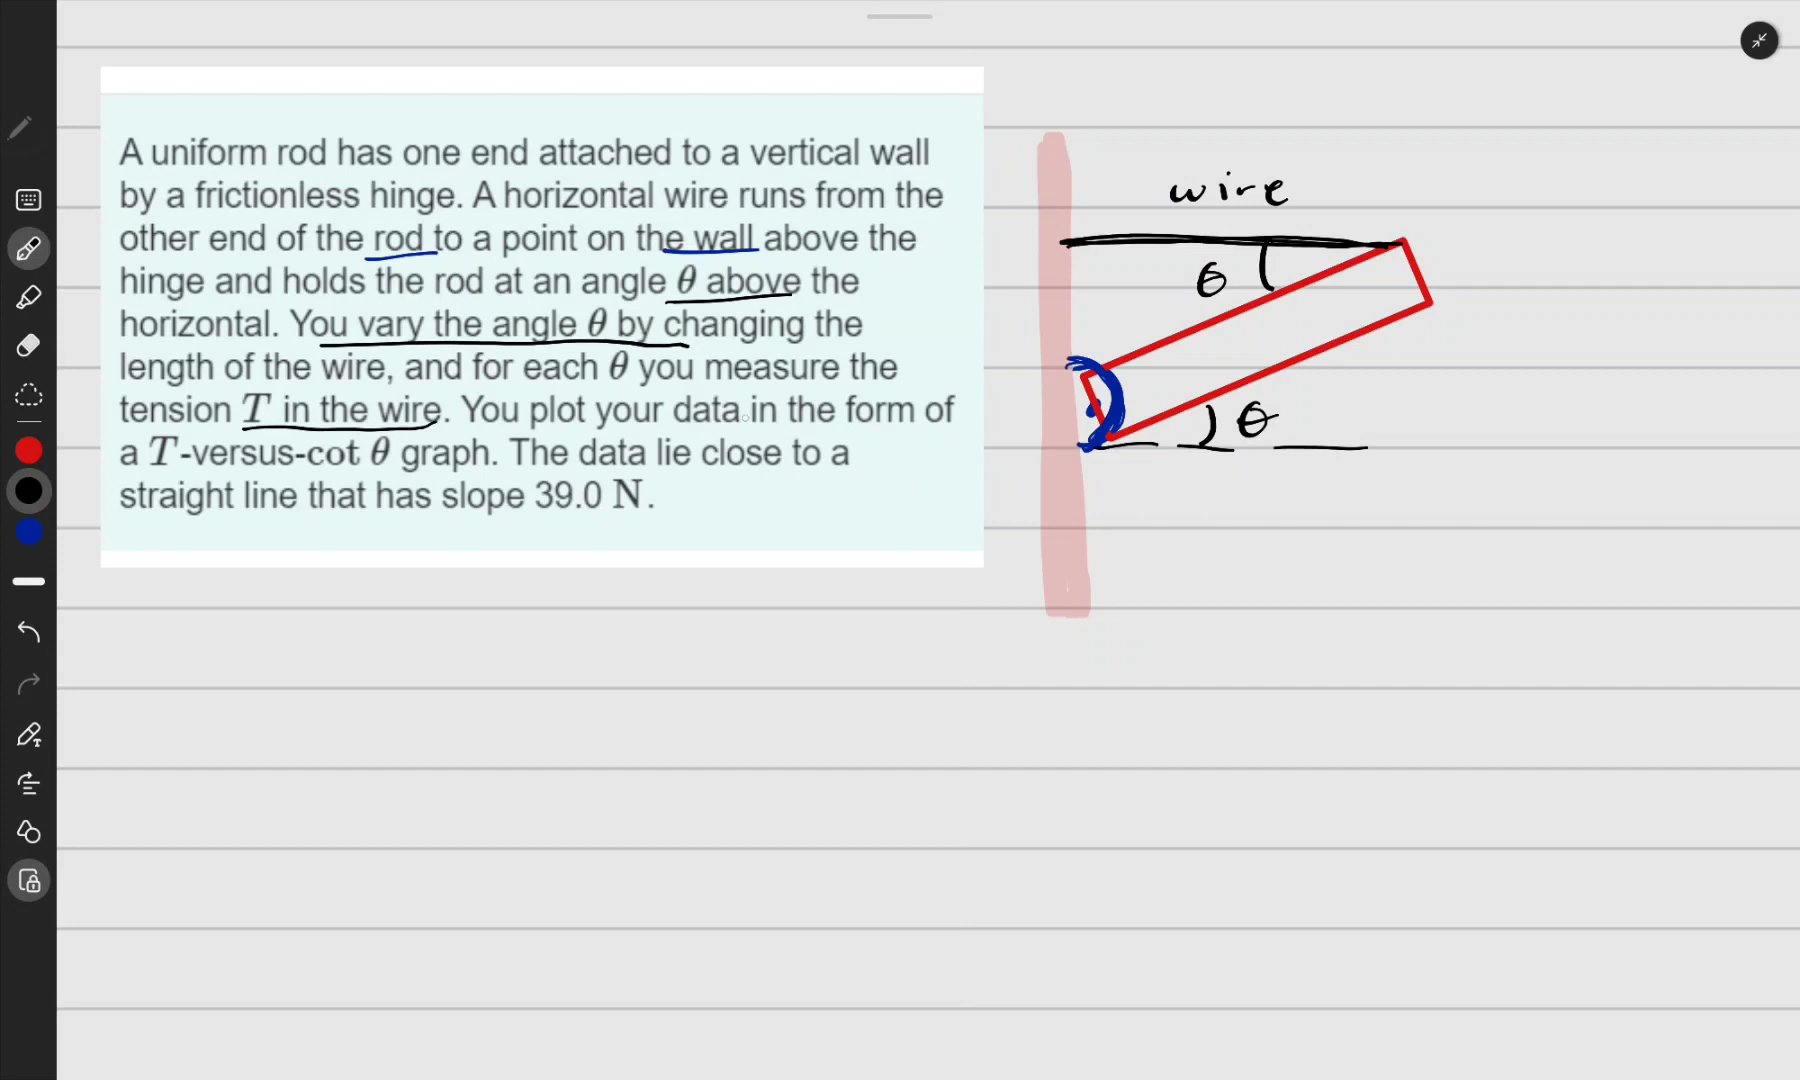 A uniform rod has one end attached to a vertical wall
by a frictionless hinge. A horizontal wire runs from the
other end of the rod to a point on the wall above the
hinge and holds the rod at an angle θ above the
horizontal. You vary the angle θ by changing the
length of the wire, and for each θ you measure the
tension T in the wire. You plot your data in the form of
a T-versus-cot θ graph. The data lie close to a
straight line that has slope 39.0 N.
wire
θ
θ